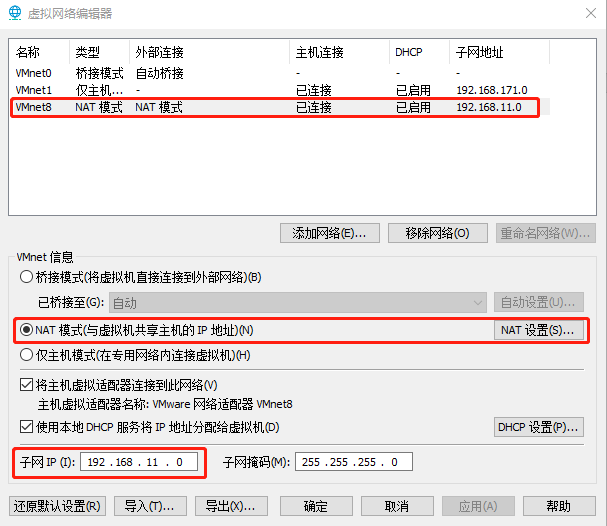 虚拟网络编辑器
名称 类型 外部连接 主机连接 DHCP 子网地址
VMnet0 桥接模式 自动桥接 - - -
VMnet1 仅主机... - 已连接 已启用 192.168.171.0
VMnet8 NAT 模式 NAT 模式 已连接 已启用 192.168.11.0
添加网络(E)... 移除网络(O) 重命名网络(W)...
VMnet 信息
桥接模式(将虚拟机直接连接到外部网络)(B)
已桥接至(G): 自动 自动设置(U)...
NAT 模式(与虚拟机共享主机的 IP 地址)(N) NAT 设置(S)...
仅主机模式(在专用网络内连接虚拟机)(H)
将主机虚拟适配器连接到此网络(V)
主机虚拟适配器名称: VMware 网络适配器 VMnet8
使用本地 DHCP 服务将 IP 地址分配给虚拟机(D) DHCP 设置(P)...
子网 IP (I): 192 . 168 . 11 . 0 子网掩码(M): 255 . 255 . 255 . 0
还原默认设置(R) 导入(T)... 导出(X)... 确定 取消 应用(A) 帮助